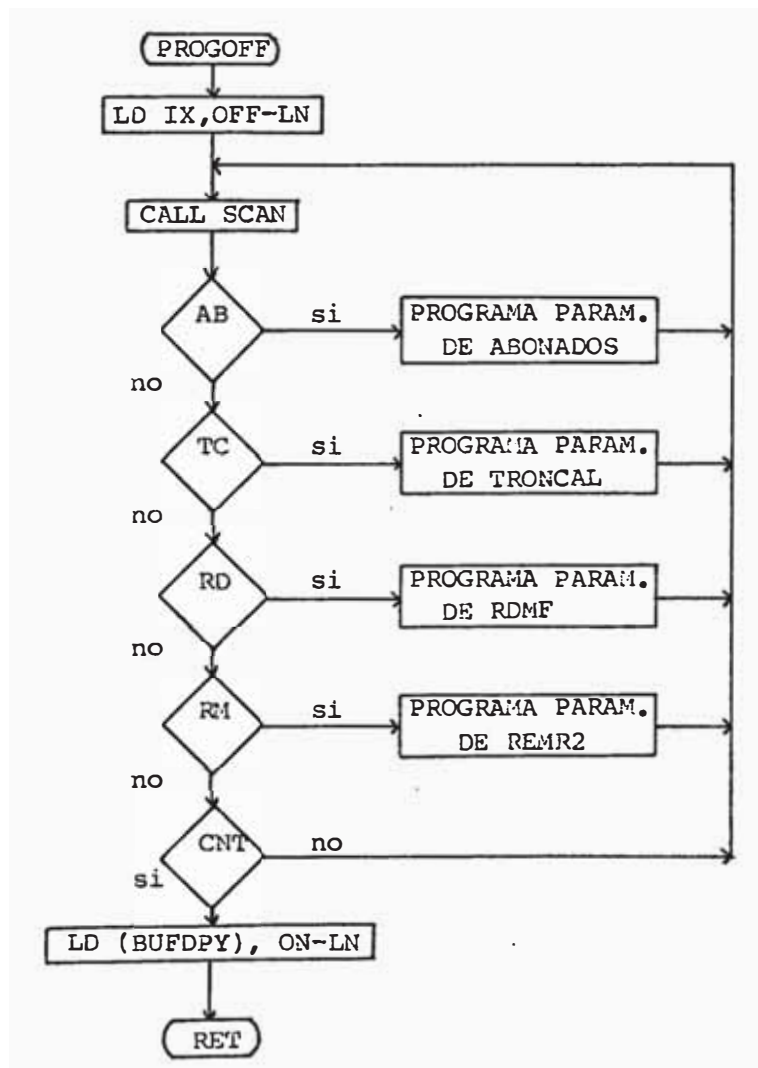 PROGOFF
LD IX,OFF-LN
CALL SCAN
AB
si
PROGRAMA PARAM.
DE ABONADOS
no
TC
si
PROGRAMA PARAM.
DE TRONCAL
no
RD
si
PROGRAMA PARAM.
DE RDMF
no
RM
si
PROGRAMA PARAM.
DE REMR2
no
CNT
no
si
LD (BUFDPY), ON-LN
RET